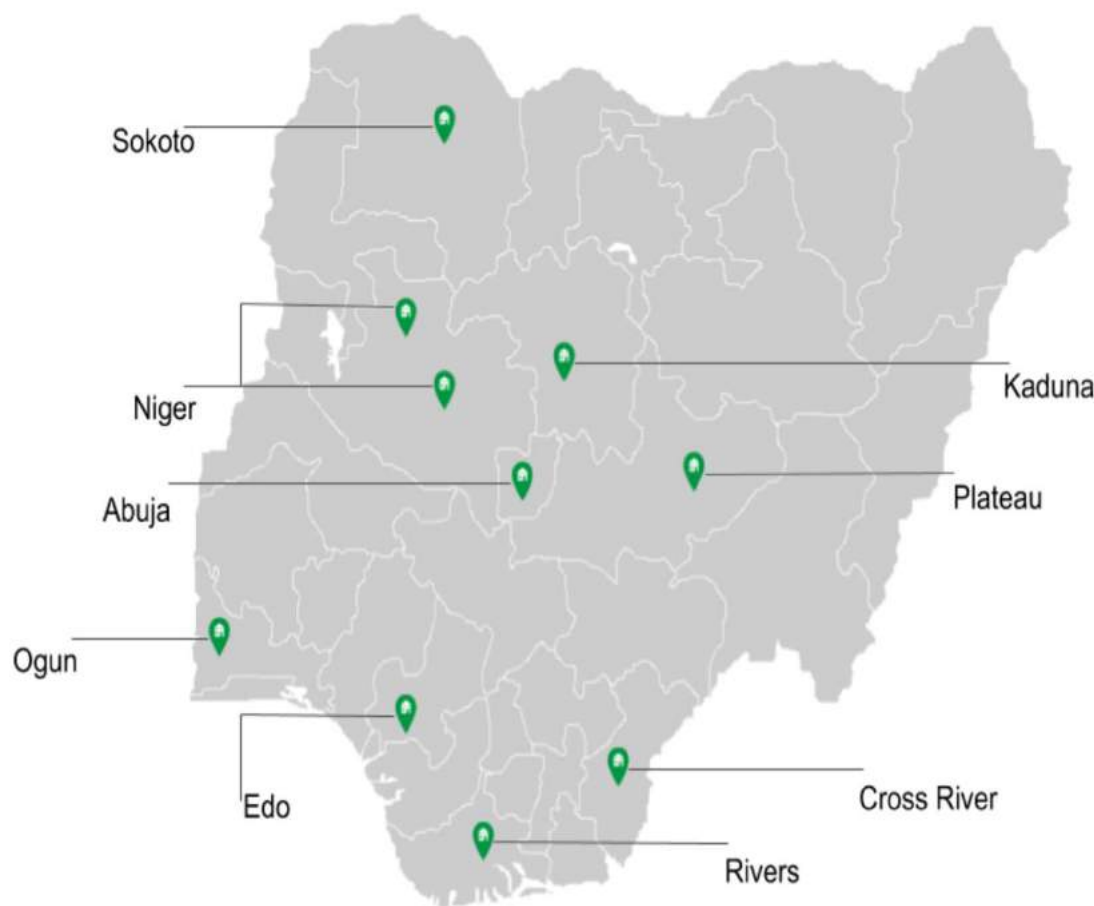 Sokoto
Niger
Kaduna
Abuja
Plateau
Ogun
Edo
Cross River
Rivers